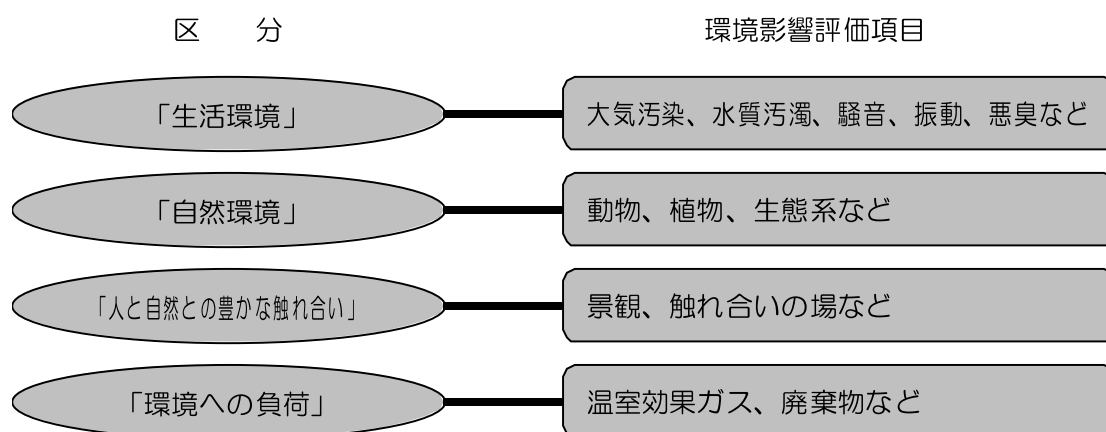 区　　分
環境影響評価項目
「生活環境」
大気汚染、水質汚濁、騒音、振動、悪臭など
「自然環境」
動物、植物、生態系など
「人と自然との豊かな触れ合い」
景観、触れ合いの場など
「環境への負荷」
温室効果ガス、廃棄物など